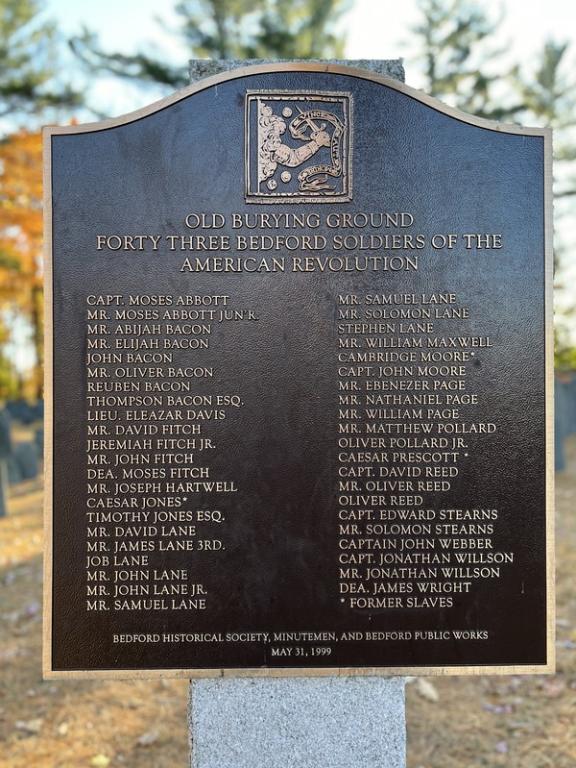 OLD BURYING GROUND
FORTY THREE BEDFORD SOLDIERS OF THE
AMERICAN REVOLUTION
CAPT. MOSES ABBOTT
MR. MOSES ABBOTT JUN'R.
MR. ABIJAH BACON
MR. ELIJAH BACON
JOHN BACON
MR. OLIVER BACON
REUBEN BACON
THOMPSON BACON ESQ.
LIEU. ELEAZAR DAVIS
MR. DAVID FITCH
JEREMIAH FITCH JR.
MR. JOHN FITCH
DEA. MOSES FITCH
MR. JOSEPH HARTWELL
CAESAR JONES*
TIMOTHY JONES ESQ.
MR. DAVID LANE
MR. JAMES LANE 3RD.
JOB LANE
MR. JOHN LANE
MR. JOHN LANE JR.
MR. SAMUEL LANE
MR. SAMUEL LANE
MR. SOLOMON LANE
STEPHEN LANE
MR. WILLIAM MAXWELL
CAMBRIDGE MOORE*
CAPT. JOHN MOORE
MR. EBENEZER PAGE
MR. NATHANIEL PAGE
MR. WILLIAM PAGE
MR. MATTHEW POLLARD
OLIVER POLLARD JR.
CAESAR PRESCOTT *
CAPT. DAVID REED
MR. OLIVER REED
OLIVER REED
CAPT. EDWARD STEARNS
MR. SOLOMON STEARNS
CAPTAIN JOHN WEBBER
CAPT. JONATHAN WILLSON
MR. JONATHAN WILLSON
DEA. JAMES WRIGHT
* FORMER SLAVES
BEDFORD HISTORICAL SOCIETY, MINUTEMEN, AND BEDFORD PUBLIC WORKS
MAY 31, 1999